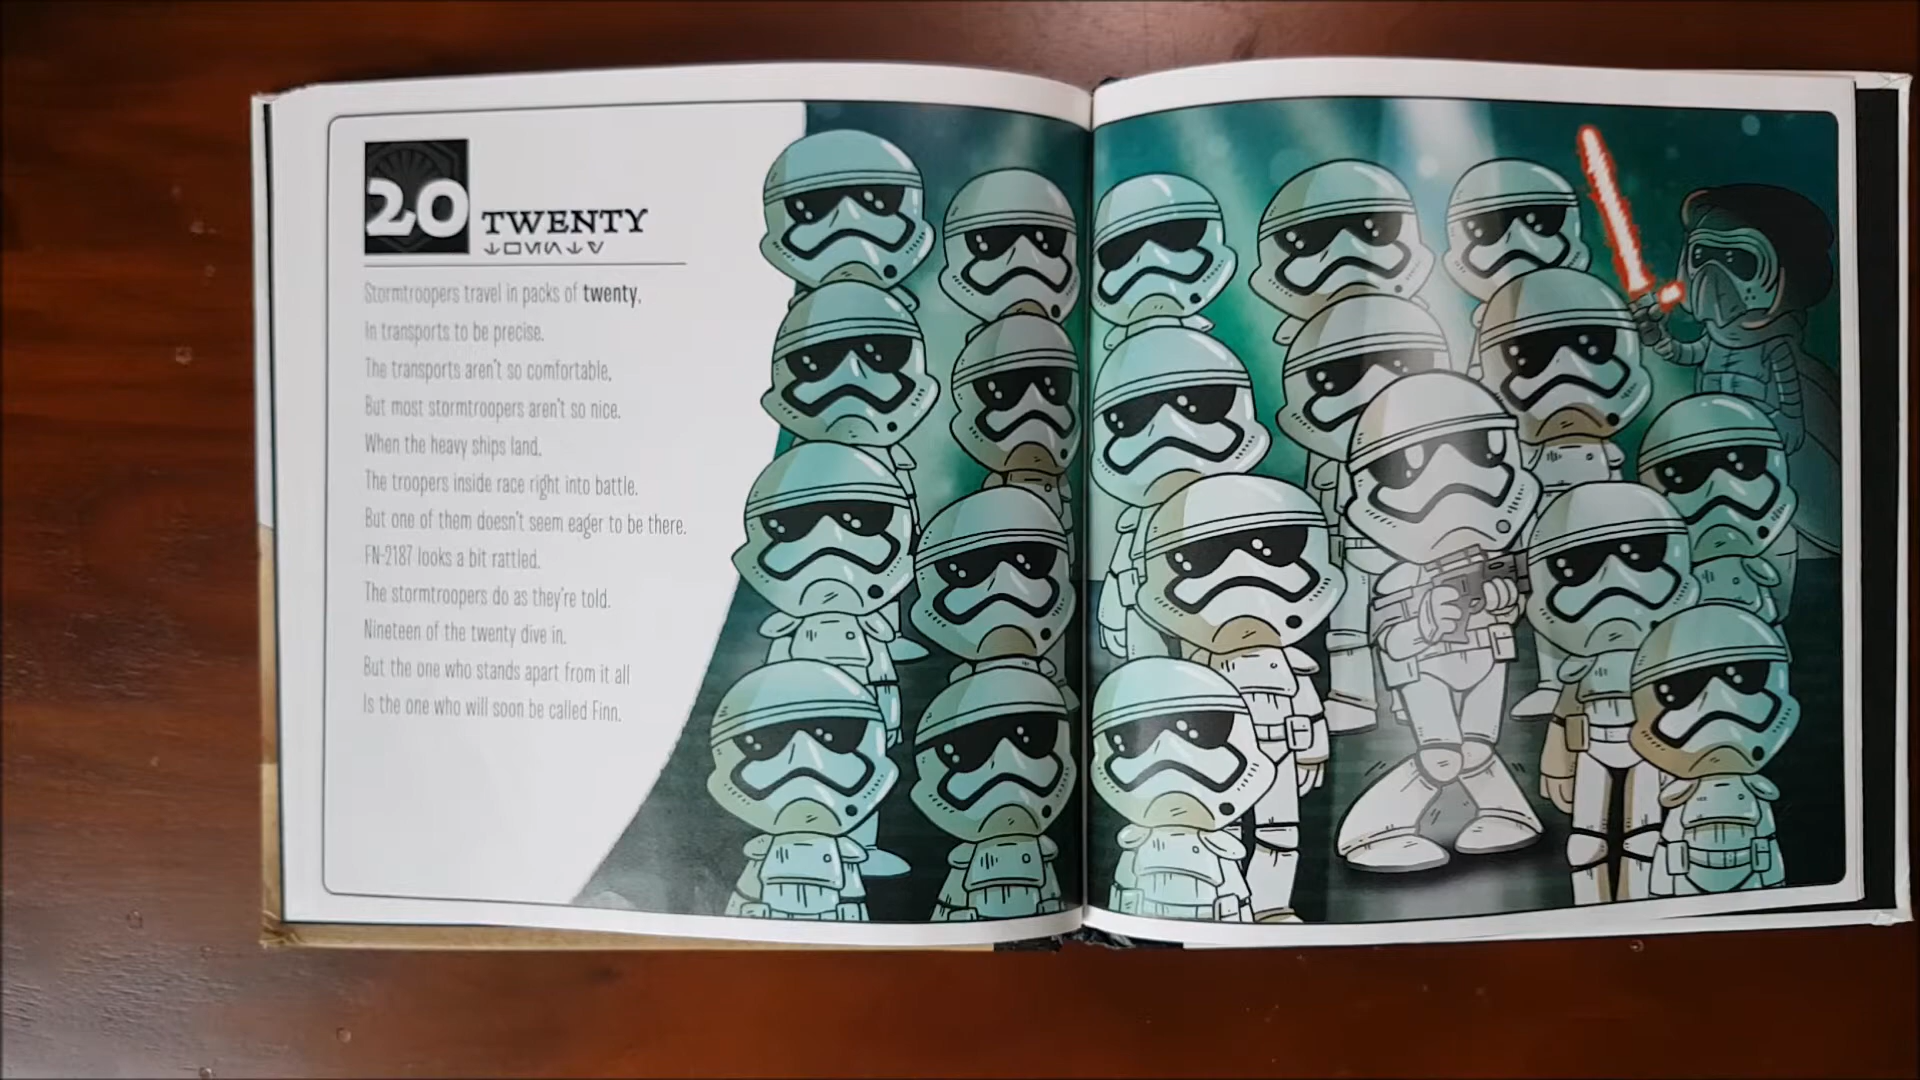 20 TWENTY
Stormtroopers travel in packs of twenty,
In transports to be precise.
The transports aren't so comfortable,
But most stormtroopers aren't so nice.
When the heavy ships land,
The troopers inside race right into battle.
But one of them doesn't seem eager to be there.
FN-2187 looks a bit rattled.
The stormtroopers do as they're told.
Nineteen of the twenty dive in.
But the one who stands apart from it all
Is the one who will soon be called Finn.